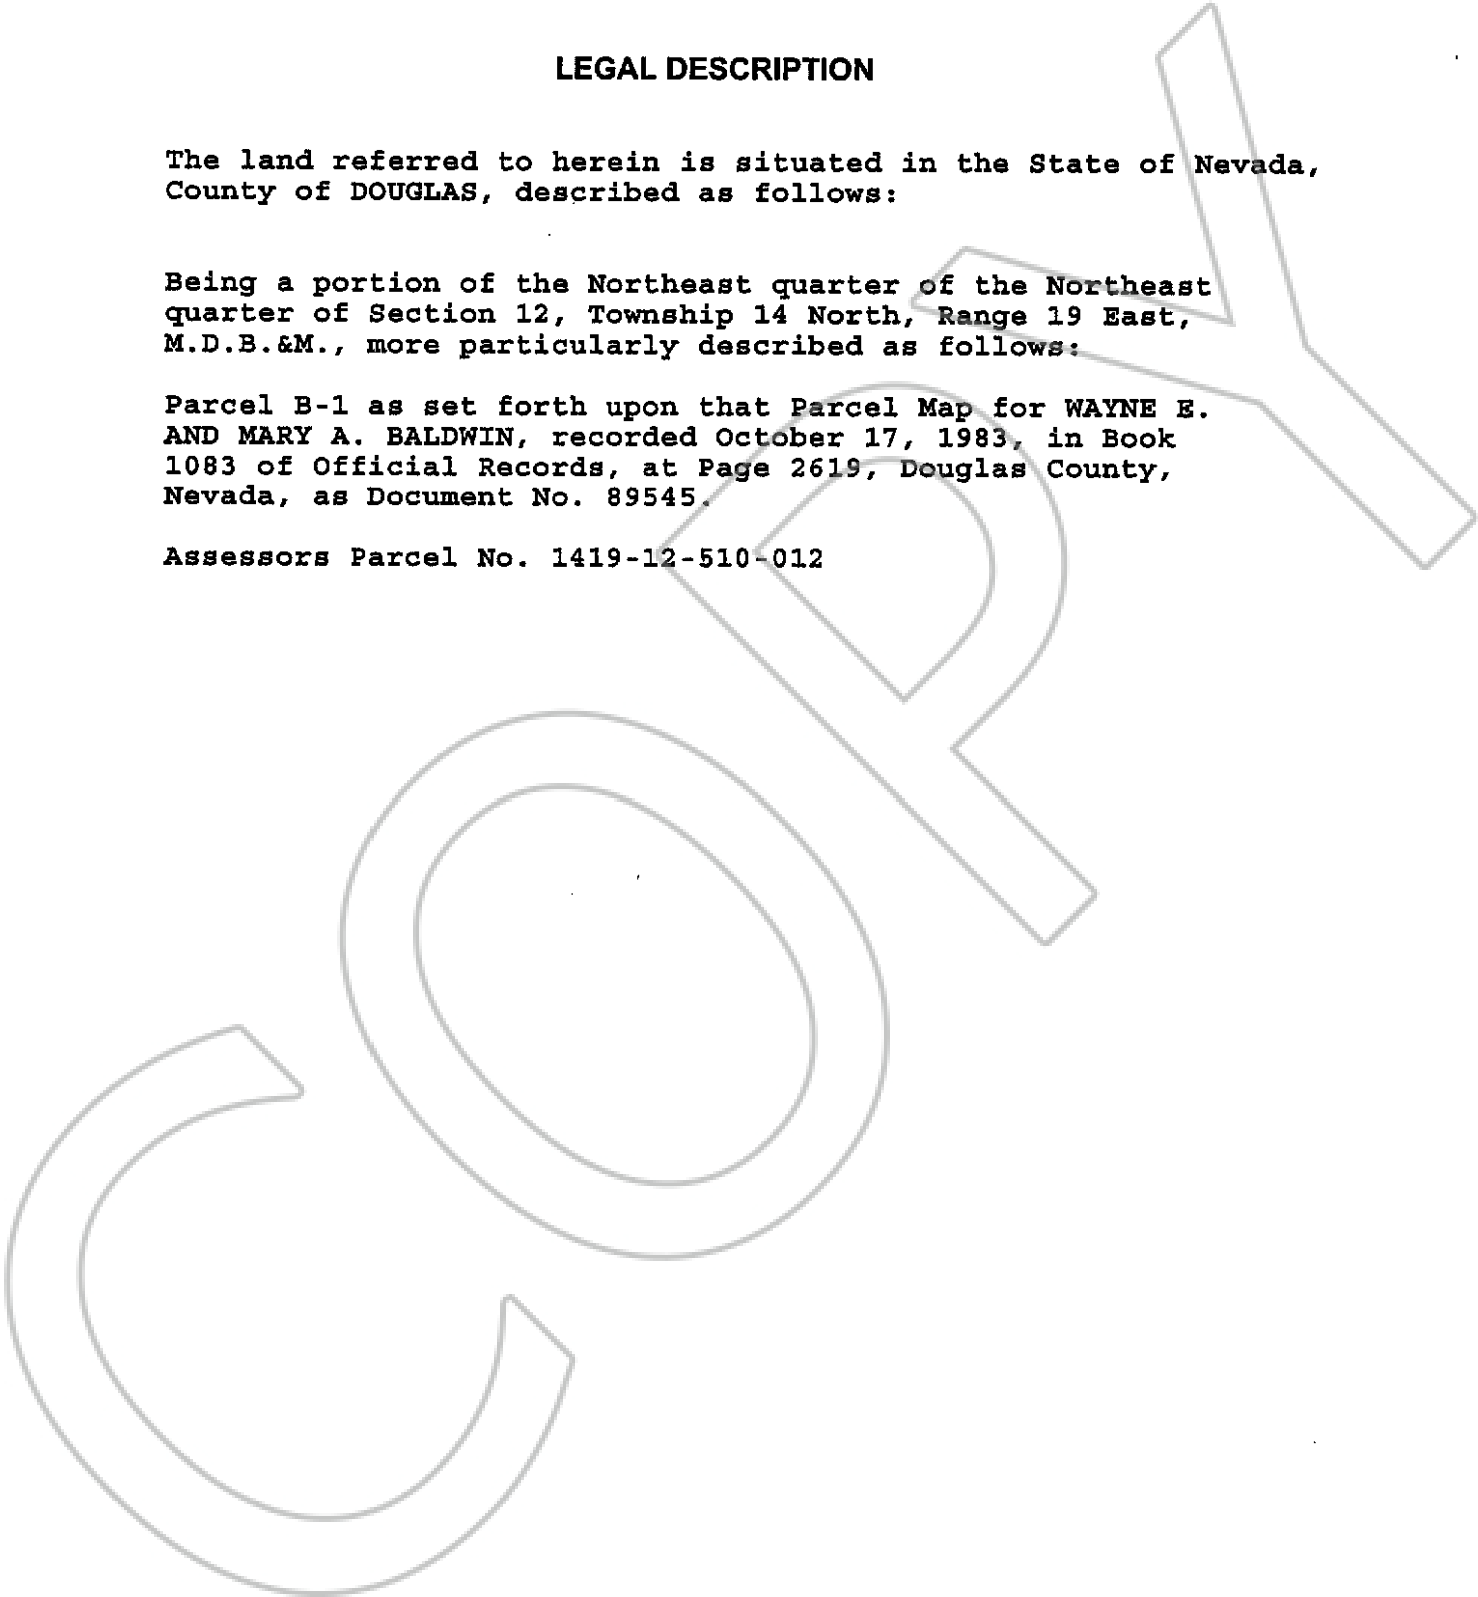 LEGAL DESCRIPTION
The land referred to herein is situated in the State of Nevada,
County of DOUGLAS, described as follows:
Being a portion of the Northeast quarter of the Northeast
quarter of Section 12, Township 14 North, Range 19 East,
M.D.B.&M., more particularly described as follows:
Parcel B-1 as set forth upon that Parcel Map for WAYNE E.
AND MARY A. BALDWIN, recorded October 17, 1983, in Book
1083 of Official Records, at Page 2619, Douglas County,
Nevada, as Document No. 89545.
Assessors Parcel No. 1419-12-510-012
COPY